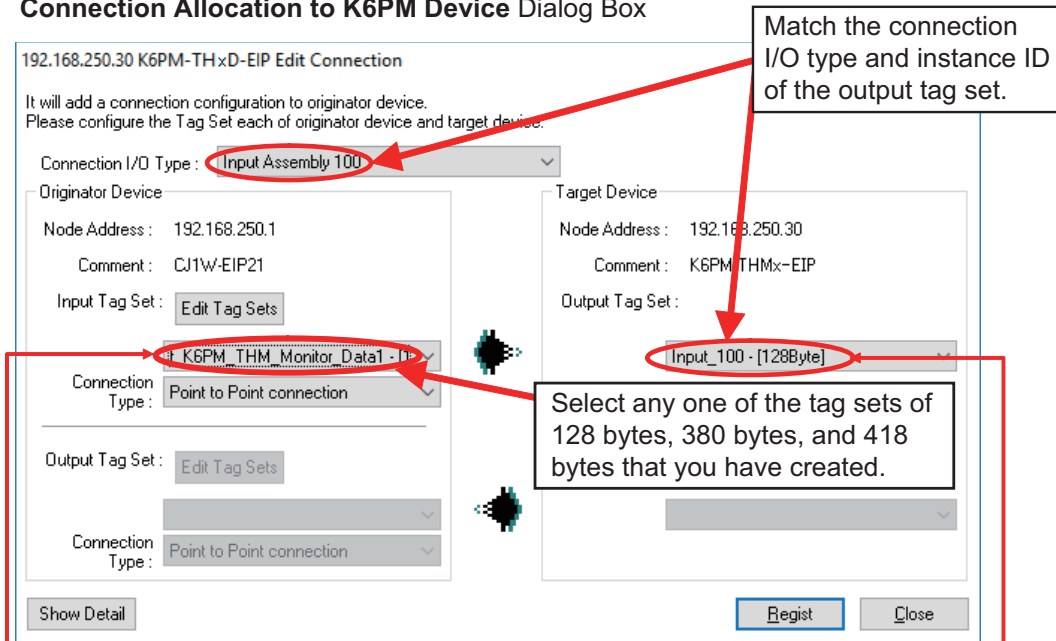 Connection Allocation to K6PM Device Dialog Box
Match the connection
I/O type and instance ID
of the output tag set.
192.168.250.30 K6PM-THxD-EIP Edit Connection
It will add a connection configuration to originator device.
Please configure the Tag Set each of originator device and target device.
Connection I/O Type : Input Assembly 100
Originator Device
Target Device
Node Address : 192.168.250.1
Node Address : 192.168.250.30
Comment : CJ1W-EIP21
Comment : K6PM-THMx-EIP
Input Tag Set : Edit Tag Sets
Output Tag Set :
t_K6PM_THM_Monitor_Data1 - [1
Input_100 - [128Byte]
Connection
Type : Point to Point connection
Select any one of the tag sets of
128 bytes, 380 bytes, and 418
bytes that you have created.
Output Tag Set : Edit Tag Sets
Connection
Type : Point to Point connection
Show Detail
Regist
Close